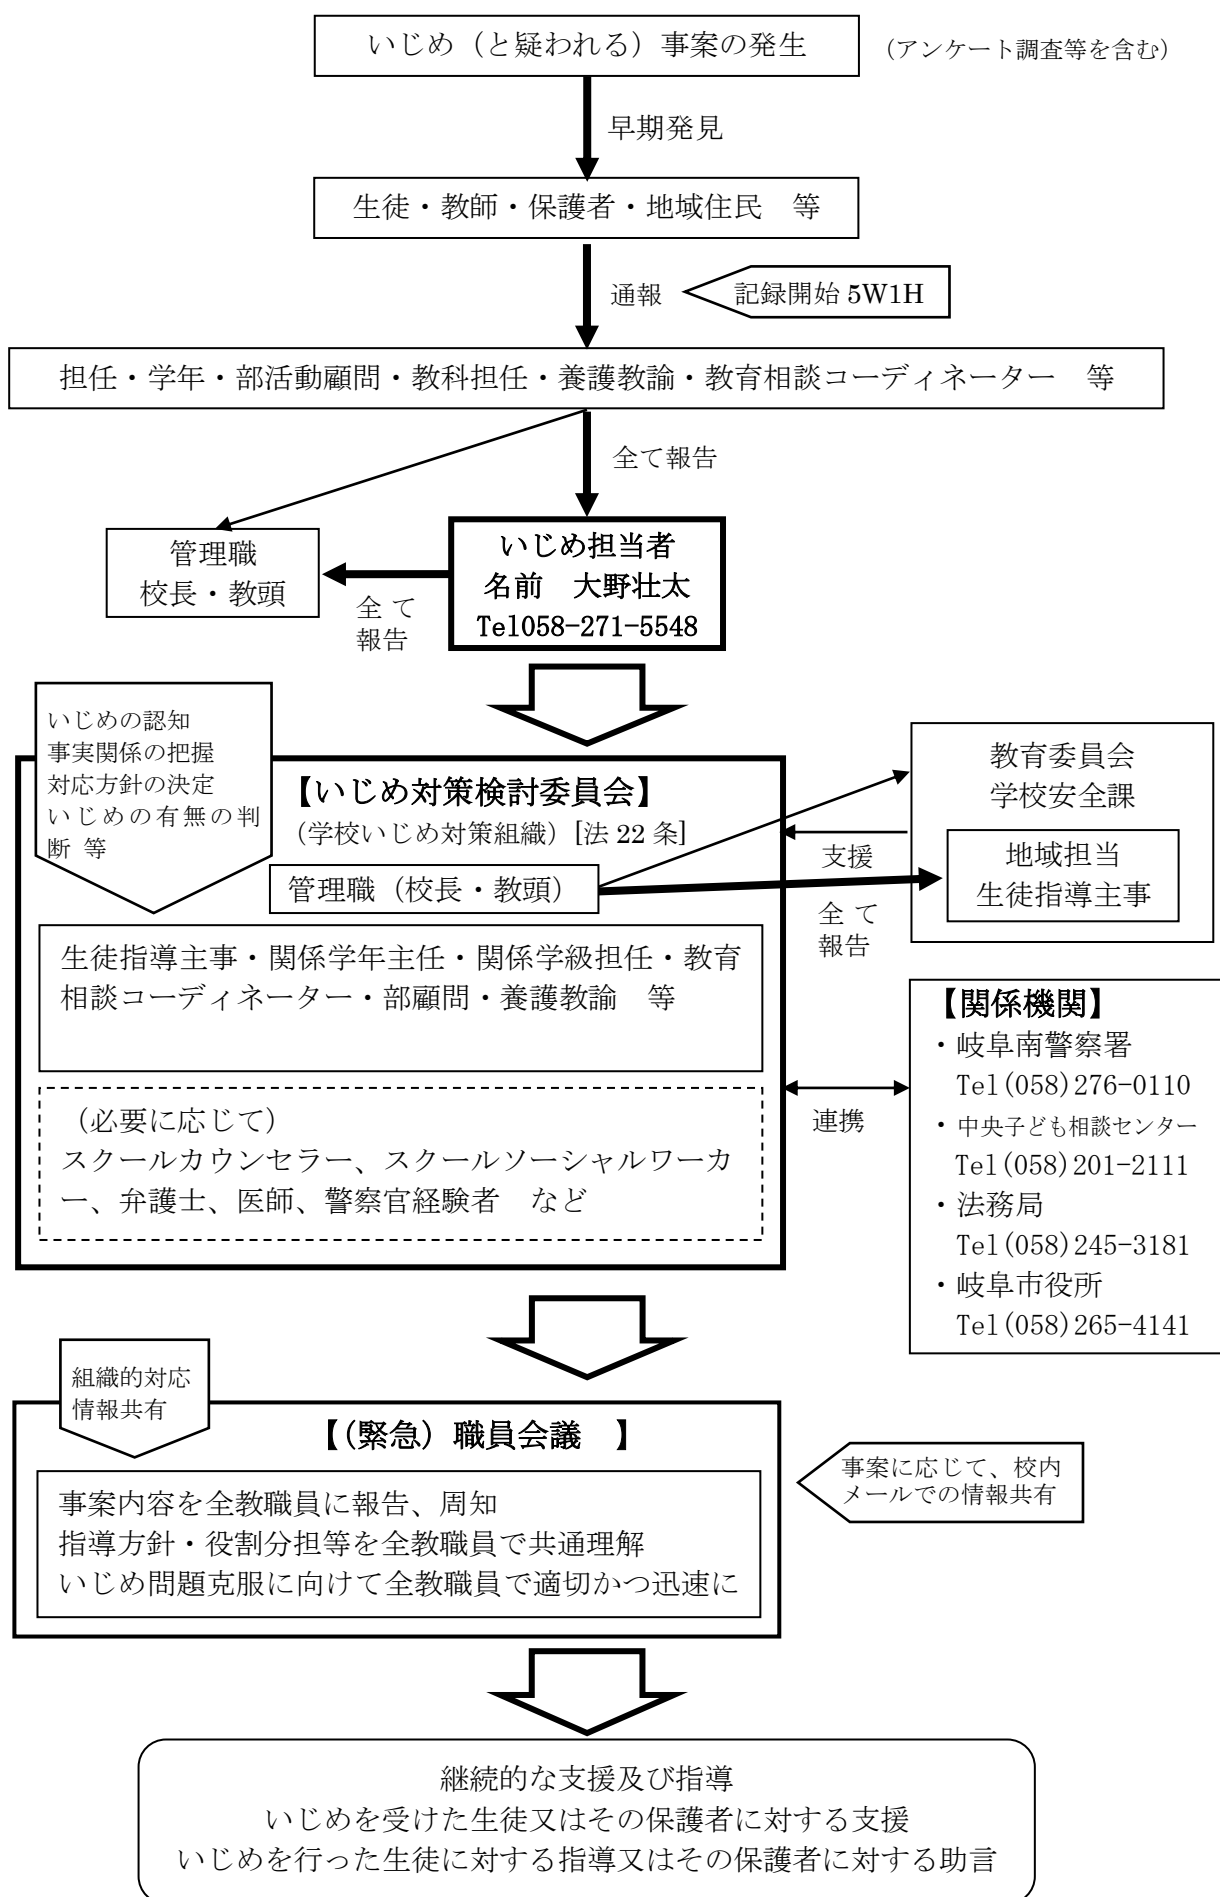 いじめ（と疑われる）事案の発生
（アンケート調査等を含む）
早期発見
生徒・教師・保護者・地域住民　等
通報
記録開始 5W1H
担任・学年・部活動顧問・教科担任・養護教諭・教育相談コーディネーター　等
全て報告
管理職
校長・教頭
全 て
報告
いじめ担当者
名前　大野壮太
Tel058-271-5548
いじめの認知
事実関係の把握
対応方針の決定
いじめの有無の判
断 等
【いじめ対策検討委員会】
（学校いじめ対策組織）[法 22 条]
管理職（校長・教頭）
生徒指導主事・関係学年主任・関係学級担任・教育
相談コーディネーター・部顧問・養護教諭　等
（必要に応じて）
スクールカウンセラー、スクールソーシャルワーカ
ー、弁護士、医師、警察官経験者　など
教育委員会
学校安全課
地域担当
生徒指導主事
支援
全 て
報告
連携
【関係機関】
・岐阜南警察署
Tel(058)276-0110
・中央子ども相談センター
Tel(058)201-2111
・法務局
Tel(058)245-3181
・岐阜市役所
Tel(058)265-4141
組織的対応
情報共有
【（緊急）職員会議　】
事案内容を全教職員に報告、周知
指導方針・役割分担等を全教職員で共通理解
いじめ問題克服に向けて全教職員で適切かつ迅速に
事案に応じて、校内
メールでの情報共有
継続的な支援及び指導
いじめを受けた生徒又はその保護者に対する支援
いじめを行った生徒に対する指導又はその保護者に対する助言